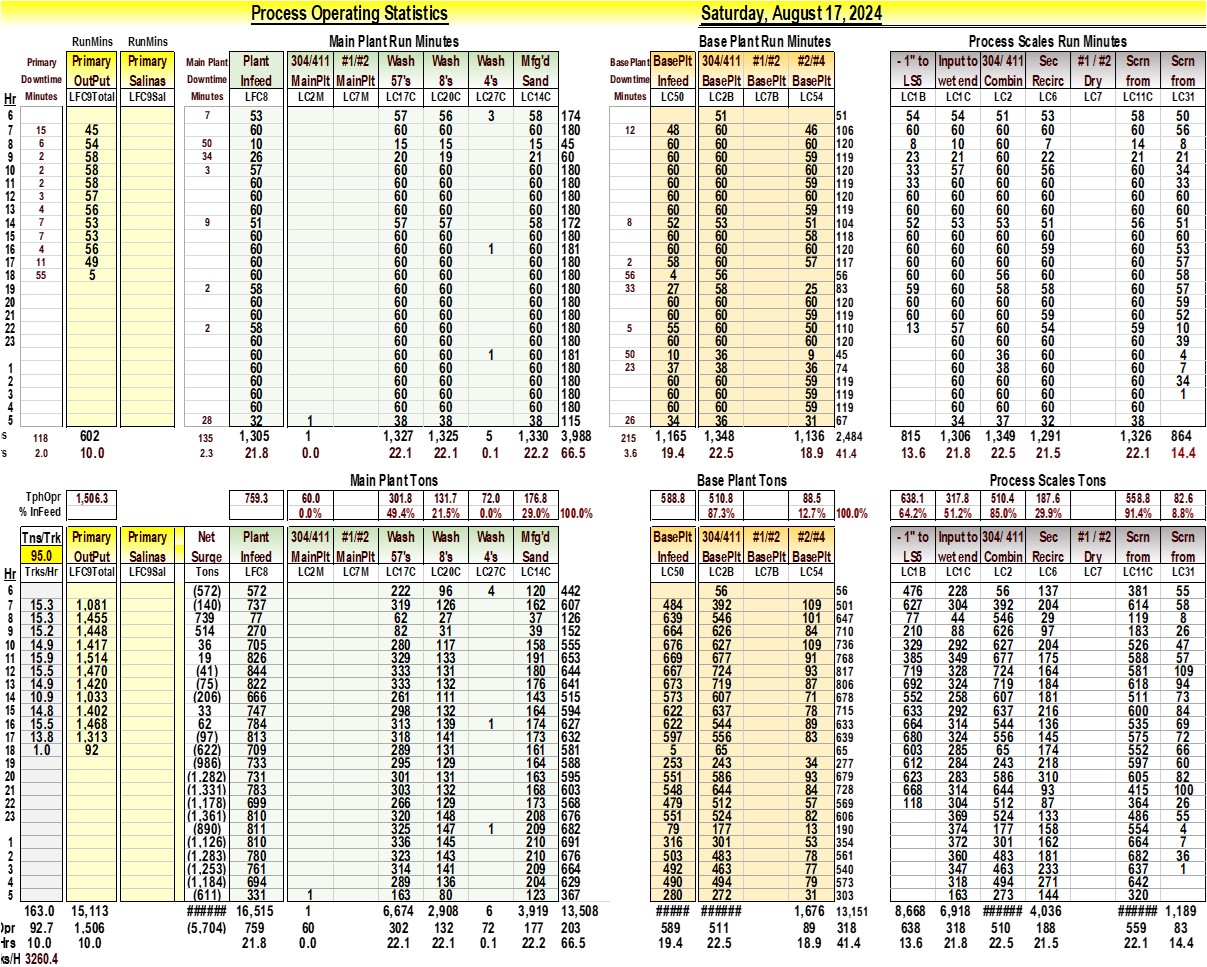 Process Operating Statistics Saturday, August 17, 2024
RunMins RunMins Main Plant Run Minutes Base Plant Run Minutes Process Scales Run Minutes
Primary Primary Primary Main Plant Plant 304/411 #1/#2 Wash Wash Wash Mfg'd BasePlant BasePlt 304/411 #1/#2 #2/#4 - 1" to Input to 304/ 411 Sec #1 / #2 Scrn Scrn
Downtime OutPut Salinas Downtime Infeed MainPlt MainPlt 57's 8's 4's Sand Downtime Infeed BasePlt BasePlt BasePlt LS5 wet end Combin Recirc Dry from from
Hr Minutes LFC9Total LFC9Sal Minutes LFC8 LC2M LC7M LC17C LC20C LC27C LC14C Minutes LC50 LC2B LC7B LC54 LC1B LC1C LC2 LC6 LC7 LC11C LC31
6 7 53 57 56 3 58 174 51 51 54 54 51 53 58 50
7 15 45 60 60 60 60 180 12 48 60 46 106 60 60 60 60 60 56
8 6 54 50 10 15 15 15 45 60 60 60 120 8 10 60 7 14 8
9 2 58 34 26 20 19 21 60 60 60 59 119 23 21 60 22 21 21
10 2 58 3 57 60 60 60 180 60 60 60 120 33 57 60 56 60 34
11 2 58 60 60 60 60 180 60 60 59 119 33 60 60 60 60 33
12 3 57 60 60 60 60 180 60 60 60 120 60 60 60 60 60 60
13 4 56 60 60 60 60 180 60 60 59 119 60 60 60 60 60 60
14 7 53 9 51 57 57 58 172 8 52 53 51 104 52 53 53 51 56 51
15 7 53 60 60 60 60 180 60 60 58 118 60 60 60 60 60 60
16 4 56 60 60 60 1 60 181 60 60 60 120 60 60 60 59 60 53
17 11 49 60 60 60 60 180 2 58 60 57 117 60 60 60 60 60 57
18 55 5 60 60 60 60 180 56 4 56 56 60 60 56 60 60 58
19 2 58 60 60 60 180 33 27 58 25 83 59 60 58 60 60 57
20 60 60 60 60 180 60 60 60 120 60 60 60 60 60 59
21 60 60 60 60 180 60 60 59 119 60 60 60 59 60 52
22 2 58 60 60 60 180 5 55 60 50 110 13 57 60 54 59 10
23 60 60 60 60 180 60 60 60 120 60 60 60 60 39
60 60 60 1 60 181 50 10 36 9 45 60 36 60 60 4
1 60 60 60 60 180 23 37 38 36 74 60 38 60 60 7
2 60 60 60 60 180 60 60 59 119 60 60 60 60 34
3 60 60 60 60 180 60 60 59 119 60 60 60 60 1
4 60 60 60 60 180 60 60 59 119 60 60 60 60
5 28 32 1 38 38 38 115 26 34 36 31 67 34 37 32 38
s 118 602 135 1,305 1 1,327 1,325 5 1,330 3,988 215 1,165 1,348 1,136 2,484 815 1,306 1,349 1,291 1,326 864
's 2.0 10.0 2.3 21.8 0.0 22.1 22.1 0.1 22.2 66.5 3.6 19.4 22.5 18.9 41.4 13.6 21.8 22.5 21.5 22.1 14.4
Main Plant Tons Base Plant Tons Process Scales Tons
TphOpr 1,506.3 759.3 60.0 301.8 131.7 72.0 176.8 588.8 510.8 88.5 638.1 317.8 510.4 187.6 558.8 82.6
% InFeed 0.0% 49.4% 21.5% 0.0% 29.0% 100.0% 87.3% 12.7% 100.0% 64.2% 51.2% 85.0% 29.9% 91.4% 8.8%
Tns/Trk Primary Primary Net Plant 304/411 #1/#2 Wash Wash Wash Mfg'd BasePlt 304/411 #1/#2 #2/#4 - 1" to Input to 304/ 411 Sec #1 / #2 Scrn Scrn
95.0 OutPut Salinas Surge Infeed MainPlt MainPlt 57's 8's 4's Sand Infeed BasePlt BasePlt BasePlt LS5 wet end Combin Recirc Dry from from
Hr Trks/Hr LFC9Total LFC9Sal Tons LFC8 LC2M LC7M LC17C LC20C LC27C LC14C LC50 LC2B LC7B LC54 LC1B LC1C LC2 LC6 LC7 LC11C LC31
6 (572) 572 222 96 4 120 442 56 56 476 228 56 137 381 55
7 15.3 1,081 (140) 737 319 126 162 607 484 392 109 501 627 304 392 204 614 58
8 15.3 1,455 739 77 62 27 37 126 639 546 101 647 77 44 546 29 119 8
9 15.2 1,448 514 270 82 31 39 152 664 626 84 710 210 88 626 97 183 26
10 14.9 1,417 36 705 280 117 158 555 676 627 109 736 329 292 627 204 526 47
11 15.9 1,514 19 826 329 133 191 653 669 677 91 768 385 349 677 175 588 57
12 15.5 1,470 (41) 844 333 131 180 644 667 724 93 817 719 328 724 164 581 109
13 14.9 1,420 (75) 822 333 132 176 641 673 719 87 806 692 324 719 184 618 94
14 10.9 1,033 (206) 666 261 111 143 515 573 607 71 678 552 258 607 181 511 73
15 14.8 1,402 33 747 298 132 164 594 622 637 78 715 633 292 637 216 600 84
16 15.5 1,468 62 784 313 139 1 174 627 622 544 89 633 664 314 544 136 535 69
17 13.8 1,313 (97) 813 318 141 173 632 597 556 83 639 680 324 556 145 575 72
18 1.0 92 (622) 709 289 131 161 581 5 65 65 603 285 65 174 552 66
19 (986) 733 295 129 164 588 253 243 34 277 612 284 243 218 597 60
20 (1,282) 731 301 131 163 595 551 586 93 679 623 283 586 310 605 82
21 (1,331) 783 303 132 168 603 548 644 84 728 668 314 644 93 415 100
22 (1,178) 699 266 129 173 568 479 512 57 569 118 304 512 87 364 26
23 (1,361) 810 320 148 208 676 551 524 82 606 369 524 133 486 55
(890) 811 325 147 1 209 682 79 177 13 190 374 177 158 554 4
1 (1,126) 810 336 145 210 691 316 301 53 354 372 301 162 664 7
2 (1,283) 780 323 143 210 676 503 483 78 561 360 483 181 682 36
3 (1,253) 761 314 141 209 664 492 463 77 540 347 463 233 637 1
4 (1,184) 694 289 136 204 629 490 494 79 573 318 494 271 642
5 (611) 331 1 163 80 123 367 280 272 31 303 163 273 144 320
163.0 15,113 ###### 16,515 1 6,674 2,908 6 3,919 13,508 ##### ###### 1,676 13,151 8,668 6,918 ###### 4,036 ###### 1,189
)pr 92.7 1,506 (5,704) 759 60 302 132 72 177 203 589 511 89 318 638 318 510 188 559 83
Hrs 10.0 10.0 21.8 0.0 22.1 22.1 0.1 22.2 66.5 19.4 22.5 18.9 41.4 13.6 21.8 22.5 21.5 22.1 14.4
ks/H 3260.4